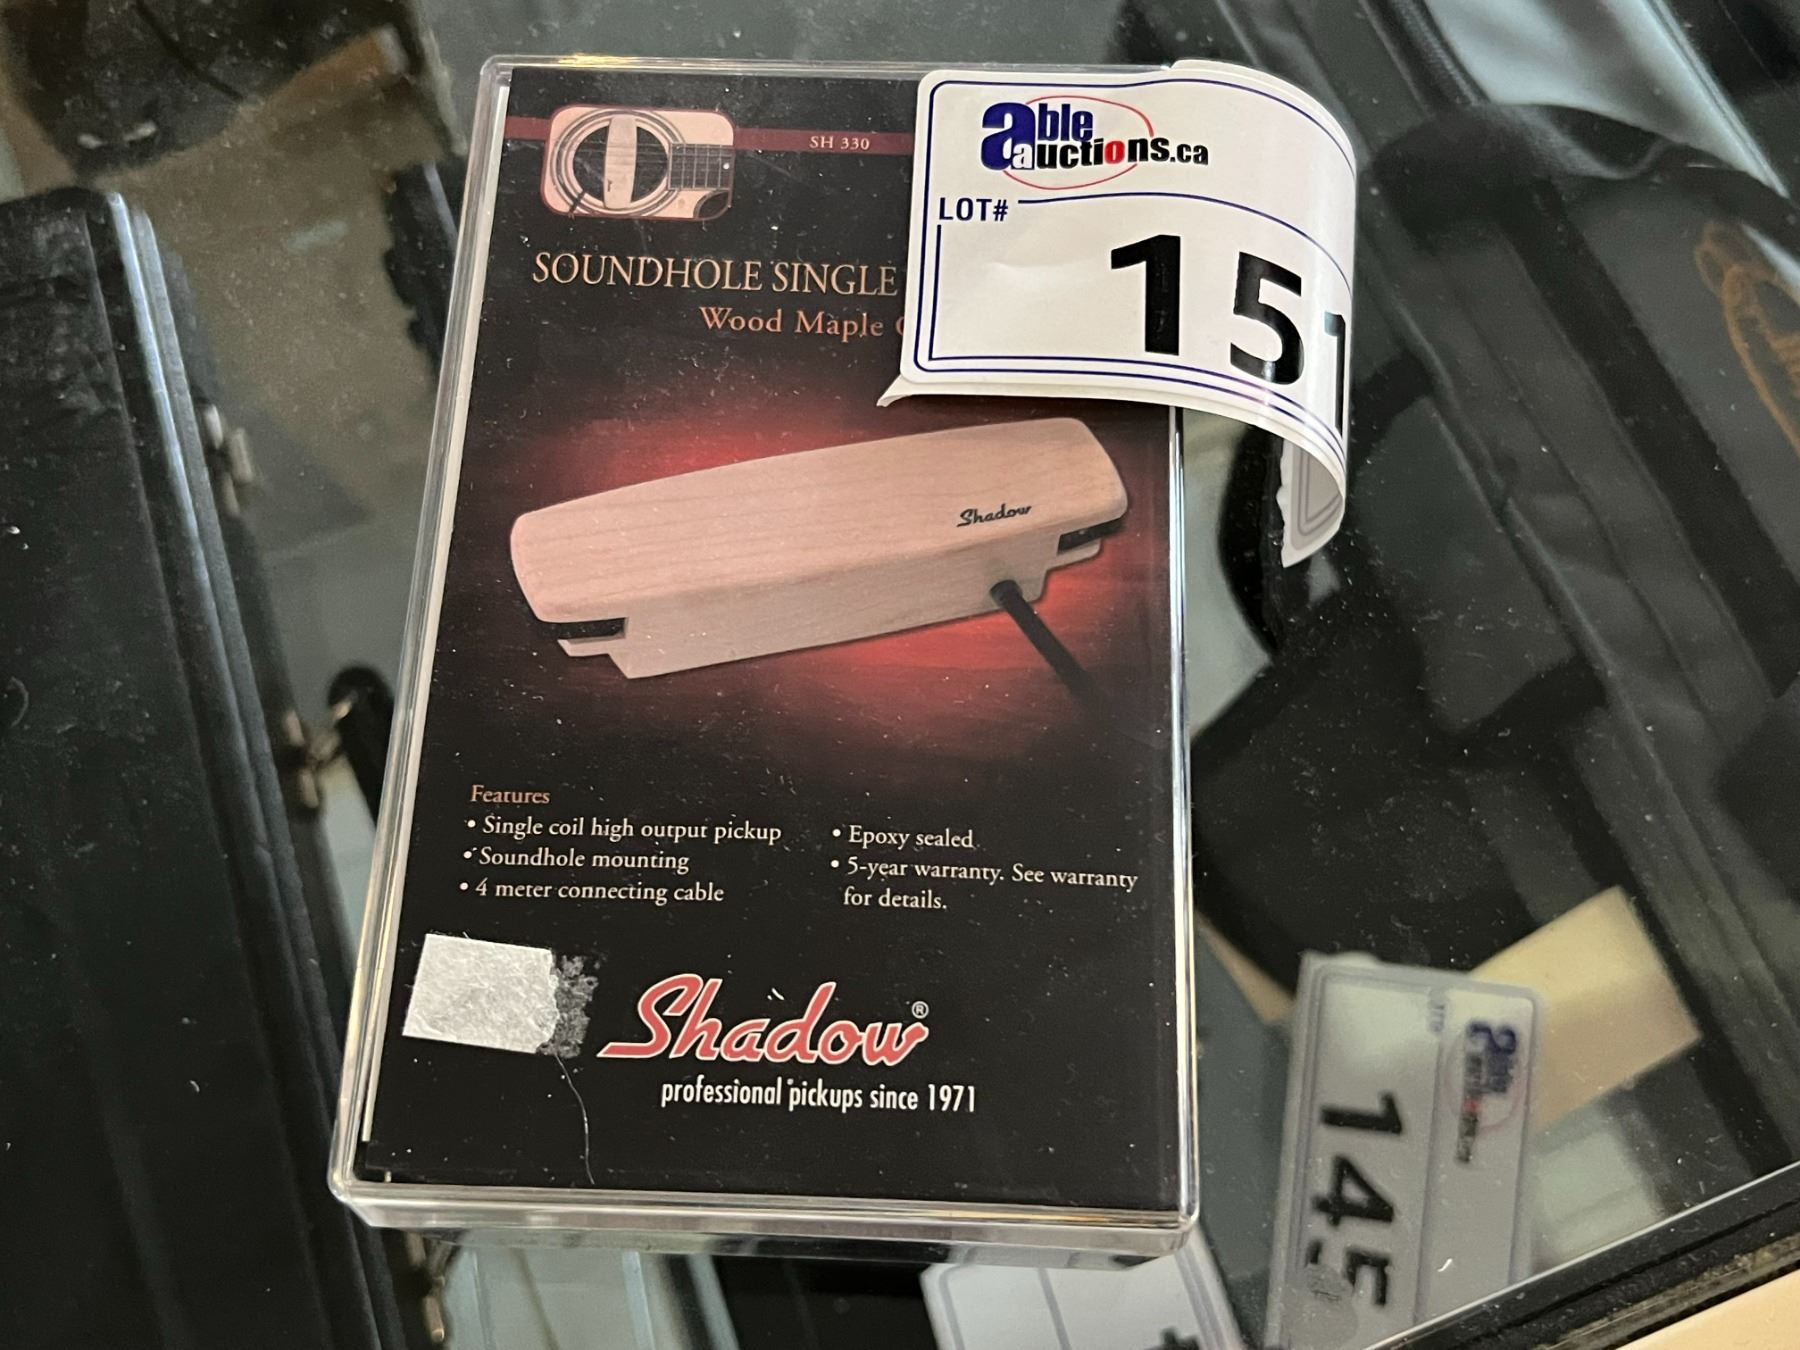 SH 330
SOUNDHOLE SINGLE
Wood Maple
able
auctions.ca
LOT#
151
Shadow
Features
• Single coil high output pickup
• Soundhole mounting
• 4 meter connecting cable
• Epoxy sealed
• 5-year warranty. See warranty
for details.
Shadow®
professional pickups since 1971
able
145